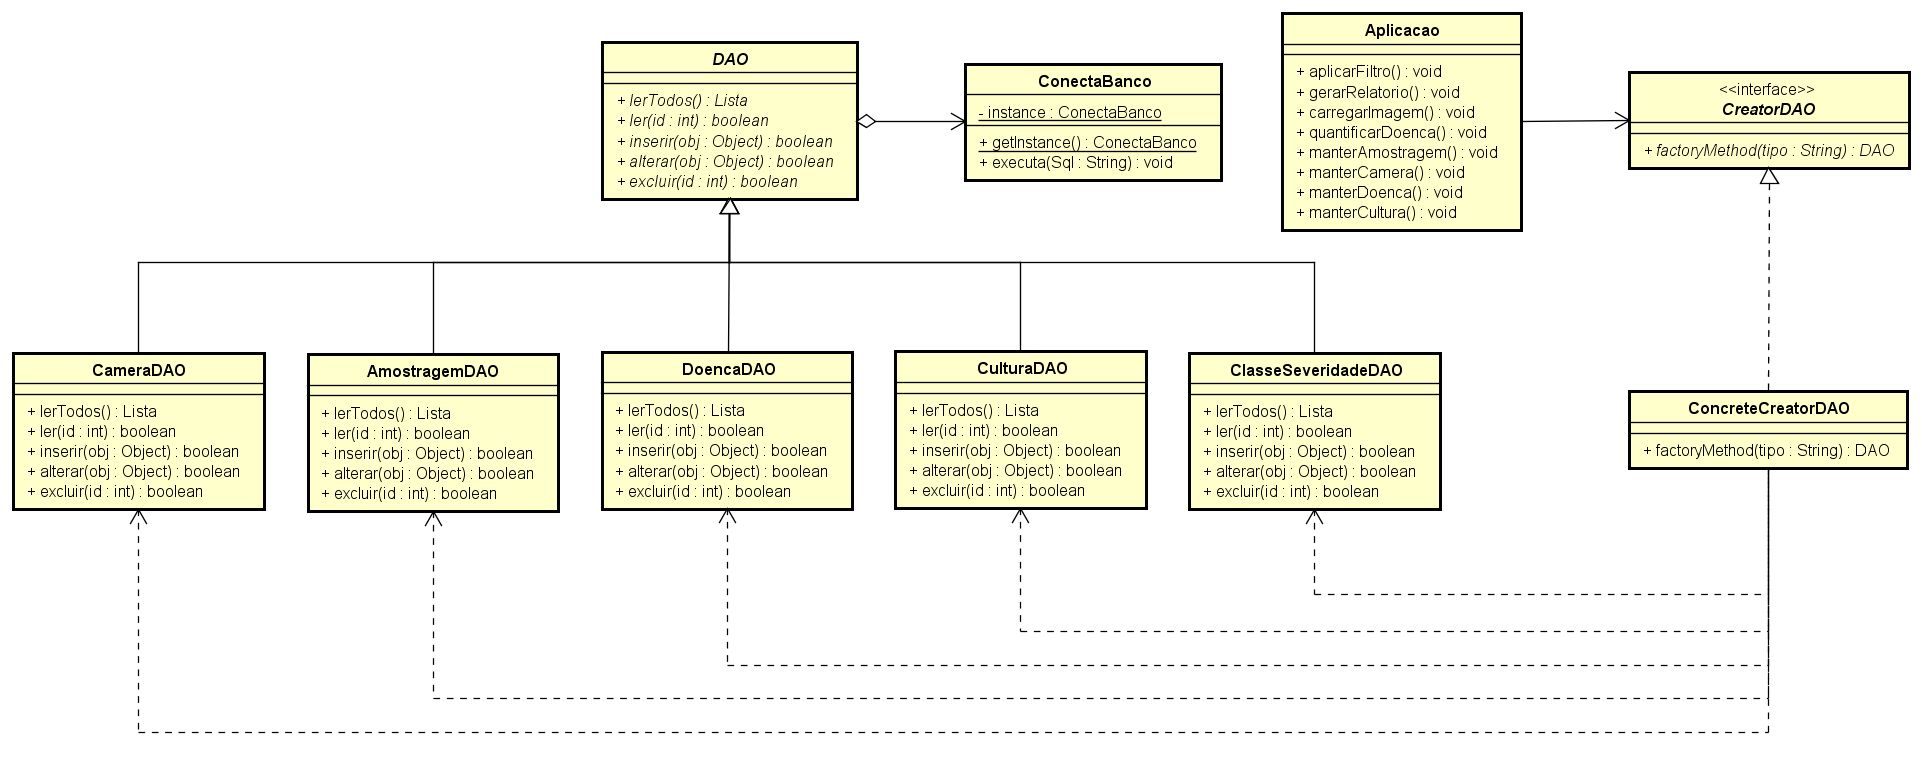 DAO
+ lerTodos() : Lista
+ ler(id : int) : boolean
+ inserir(obj : Object) : boolean
+ alterar(obj : Object) : boolean
+ excluir(id : int) : boolean
ConectaBanco
- instance : ConectaBanco
+ getInstance() : ConectaBanco
+ executa(Sql : String) : void
Aplicacao
+ aplicarFiltro() : void
+ gerarRelatorio() : void
+ carregarImagem() : void
+ quantificarDoenca() : void
+ manterAmostragem() : void
+ manterCamera() : void
+ manterDoenca() : void
+ manterCultura() : void
<<interface>>
CreatorDAO
+ factoryMethod(tipo : String) : DAO
CameraDAO
+ lerTodos() : Lista
+ ler(id : int) : boolean
+ inserir(obj : Object) : boolean
+ alterar(obj : Object) : boolean
+ excluir(id : int) : boolean
AmostragemDAO
+ lerTodos() : Lista
+ ler(id : int) : boolean
+ inserir(obj : Object) : boolean
+ alterar(obj : Object) : boolean
+ excluir(id : int) : boolean
DoencaDAO
+ lerTodos() : Lista
+ ler(id : int) : boolean
+ inserir(obj : Object) : boolean
+ alterar(obj : Object) : boolean
+ excluir(id : int) : boolean
CulturaDAO
+ lerTodos() : Lista
+ ler(id : int) : boolean
+ inserir(obj : Object) : boolean
+ alterar(obj : Object) : boolean
+ excluir(id : int) : boolean
ClasseSeveridadeDAO
+ lerTodos() : Lista
+ ler(id : int) : boolean
+ inserir(obj : Object) : boolean
+ alterar(obj : Object) : boolean
+ excluir(id : int) : boolean
ConcreteCreatorDAO
+ factoryMethod(tipo : String) : DAO